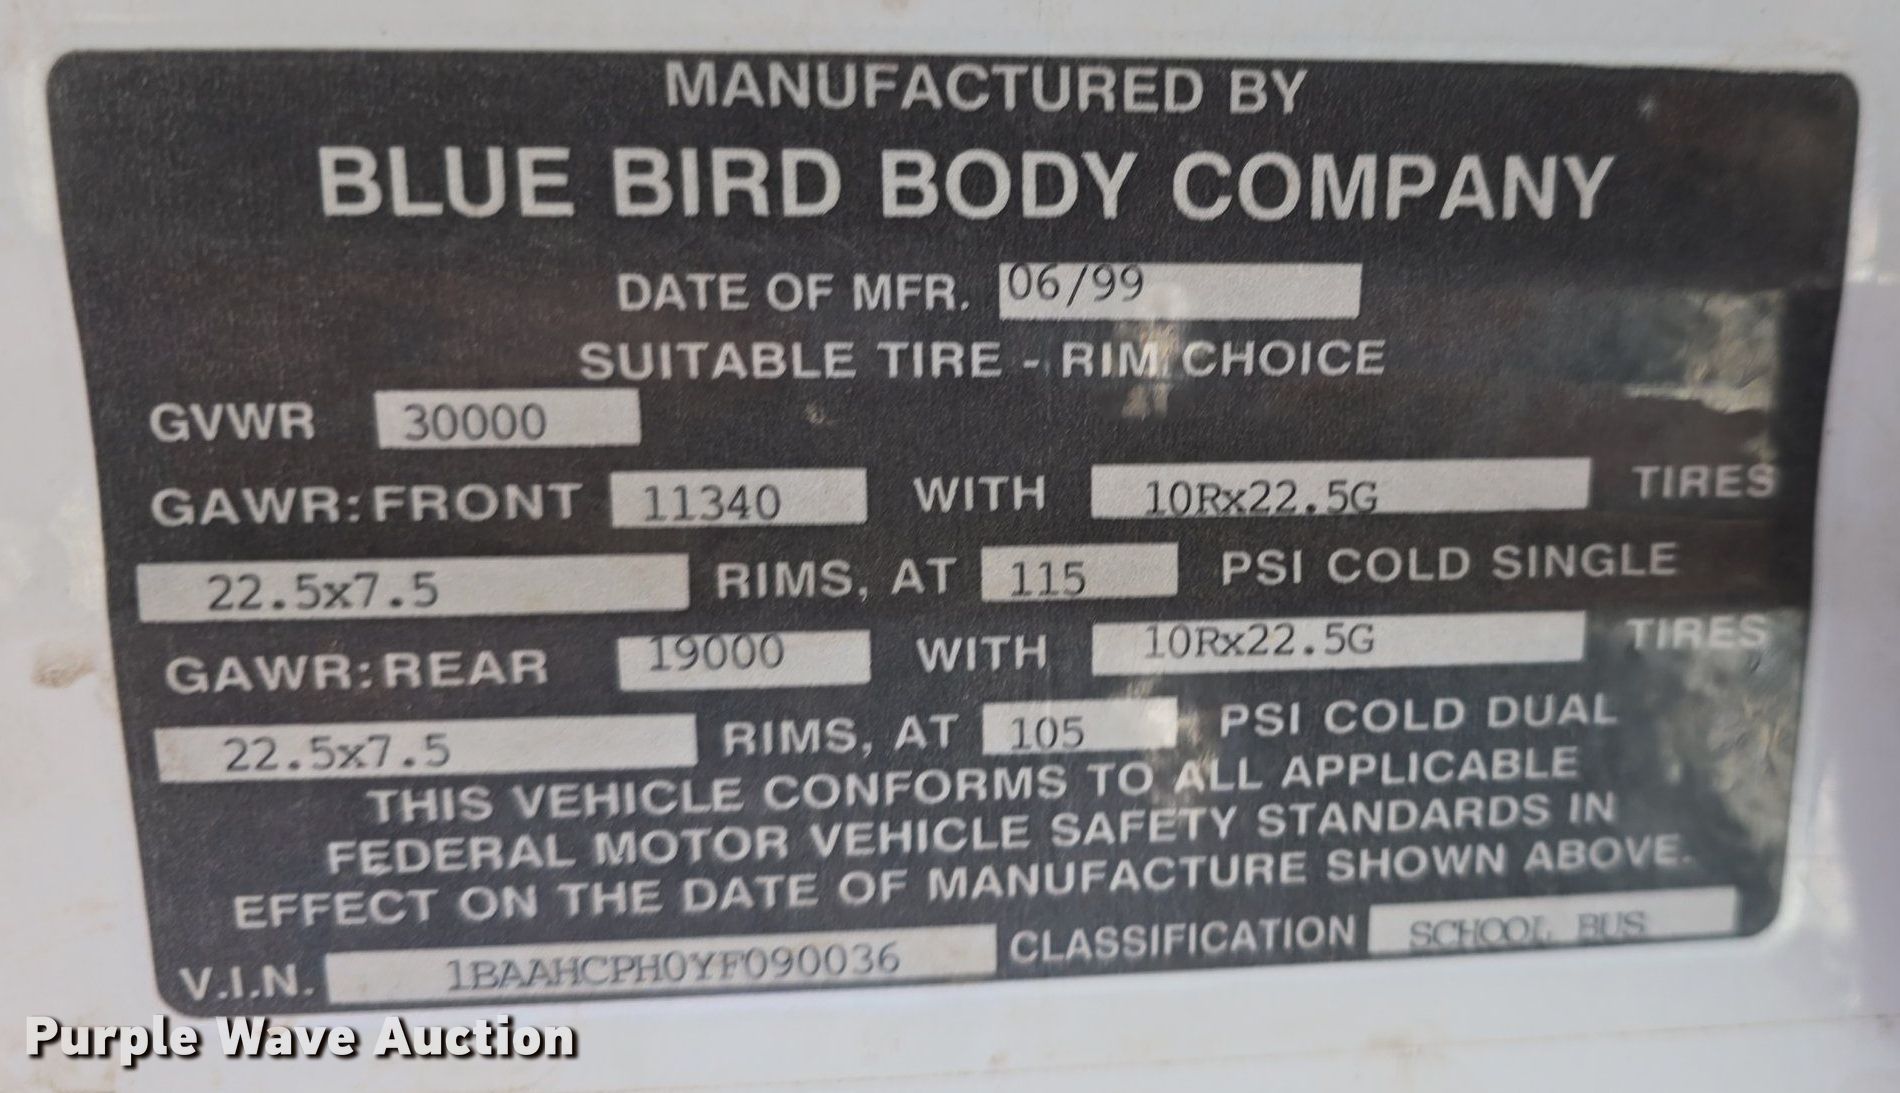 MANUFACTURED BY
BLUE BIRD BODY COMPANY
DATE OF MFR. 06/99
SUITABLE TIRE - RIM CHOICE
GVWR 30000
GAWR: FRONT 11340 WITH 10Rx22.5G TIRES
22.5x7.5 RIMS, AT 115 PSI COLD SINGLE
GAWR: REAR 19000 WITH 10Rx22.5G TIRES
22.5x7.5 RIMS, AT 105 PSI COLD DUAL
THIS VEHICLE CONFORMS TO ALL APPLICABLE
FEDERAL MOTOR VEHICLE SAFETY STANDARDS IN
EFFECT ON THE DATE OF MANUFACTURE SHOWN ABOVE.
V.I.N. 1BAAHCPH0YF090036 CLASSIFICATION SCHOOL BUS
Purple Wave Auction